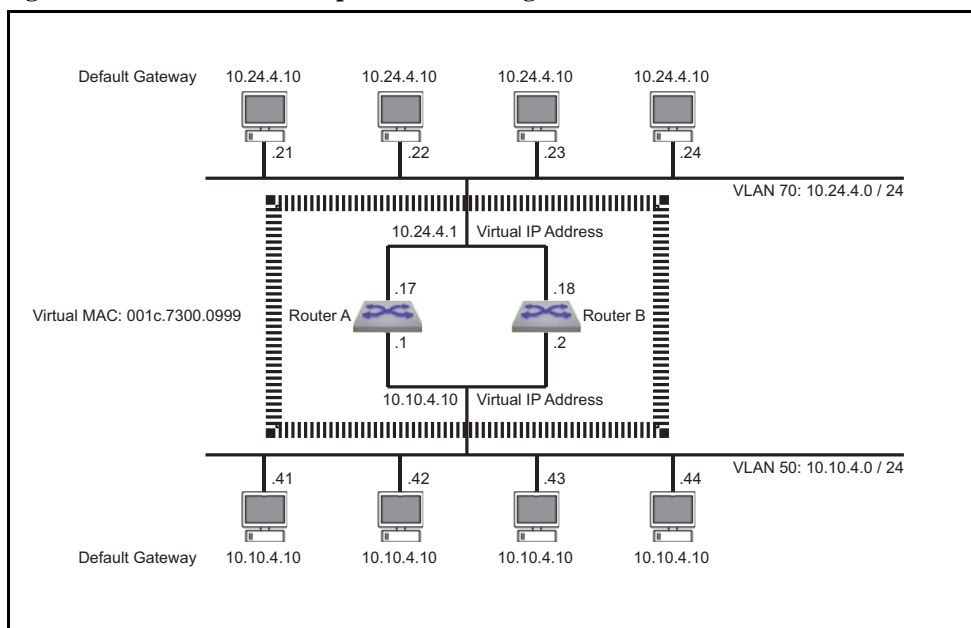 Default Gateway 10.24.4.10 10.24.4.10 10.24.4.10 10.24.4.10
.21 .22 .23 .24
VLAN 70: 10.24.4.0 / 24
10.24.4.1 Virtual IP Address
.17 .18
Virtual MAC: 001c.7300.0999 Router A Router B
.1 .2
10.10.4.10 Virtual IP Address
VLAN 50: 10.10.4.0 / 24
.41 .42 .43 .44
Default Gateway 10.10.4.10 10.10.4.10 10.10.4.10 10.10.4.10